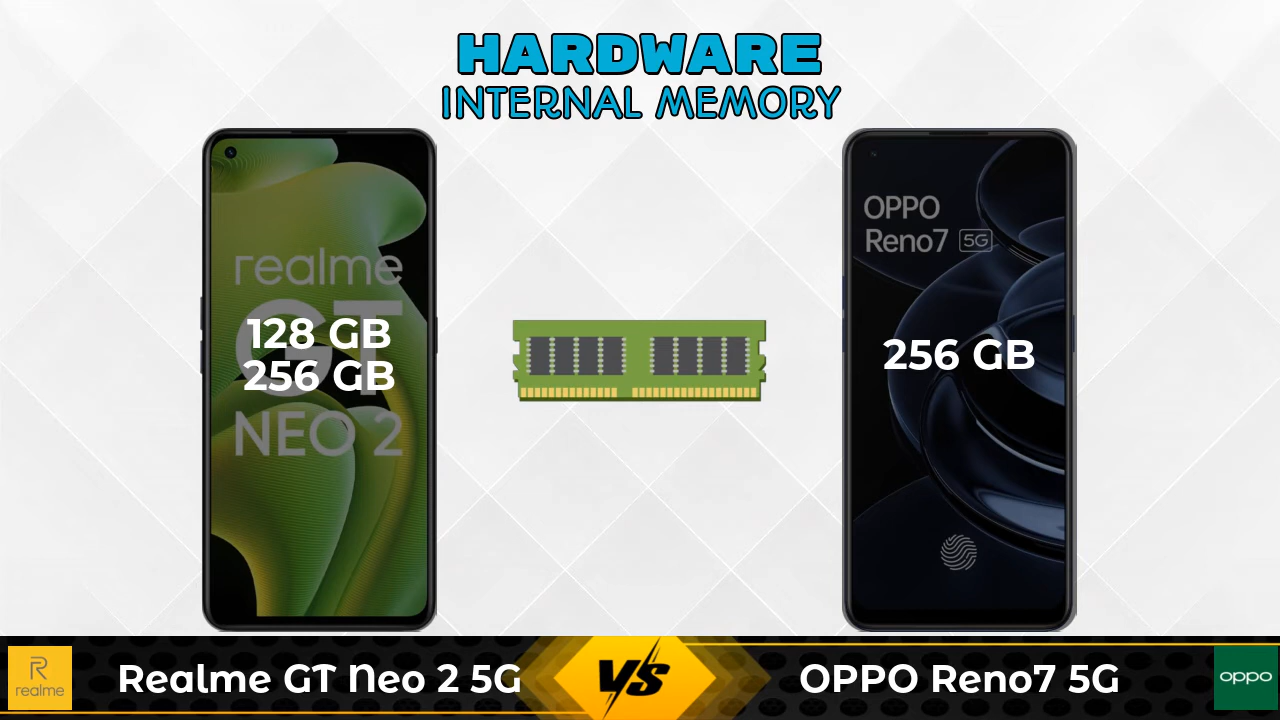 HARDWARE
INTERNAL MEMORY
realme
GT
NEO 2
128 GB
256 GB
OPPO
Reno7 5G
256 GB
R
realme
Realme GT Neo 2 5G
VS
OPPO Reno7 5G
oppo